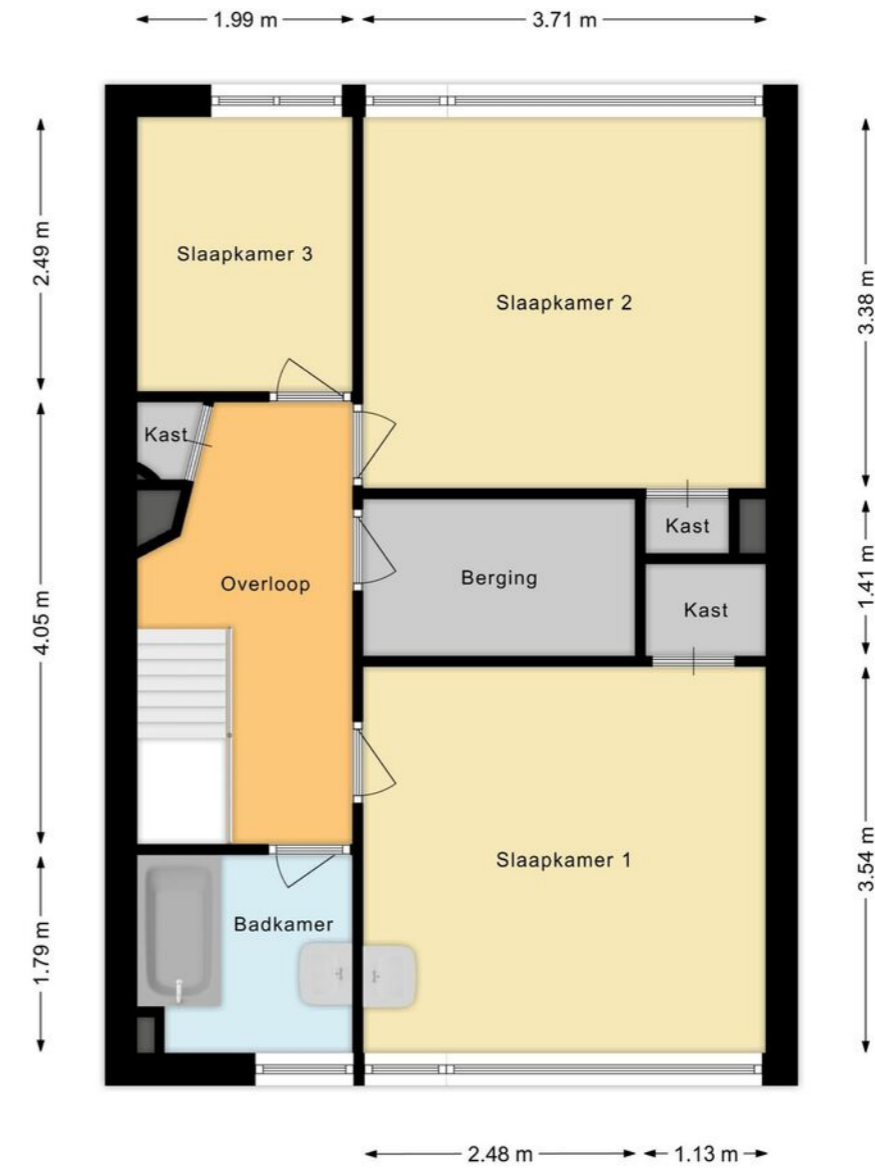 1.99 m
3.71 m
2.49 m
Slaapkamer 3
Slaapkamer 2
3.38 m
Kast
Kast
Berging
Overloop
1.41 m
Kast
4.05 m
Slaapkamer 1
3.54 m
Badkamer
1.79 m
2.48 m
1.13 m